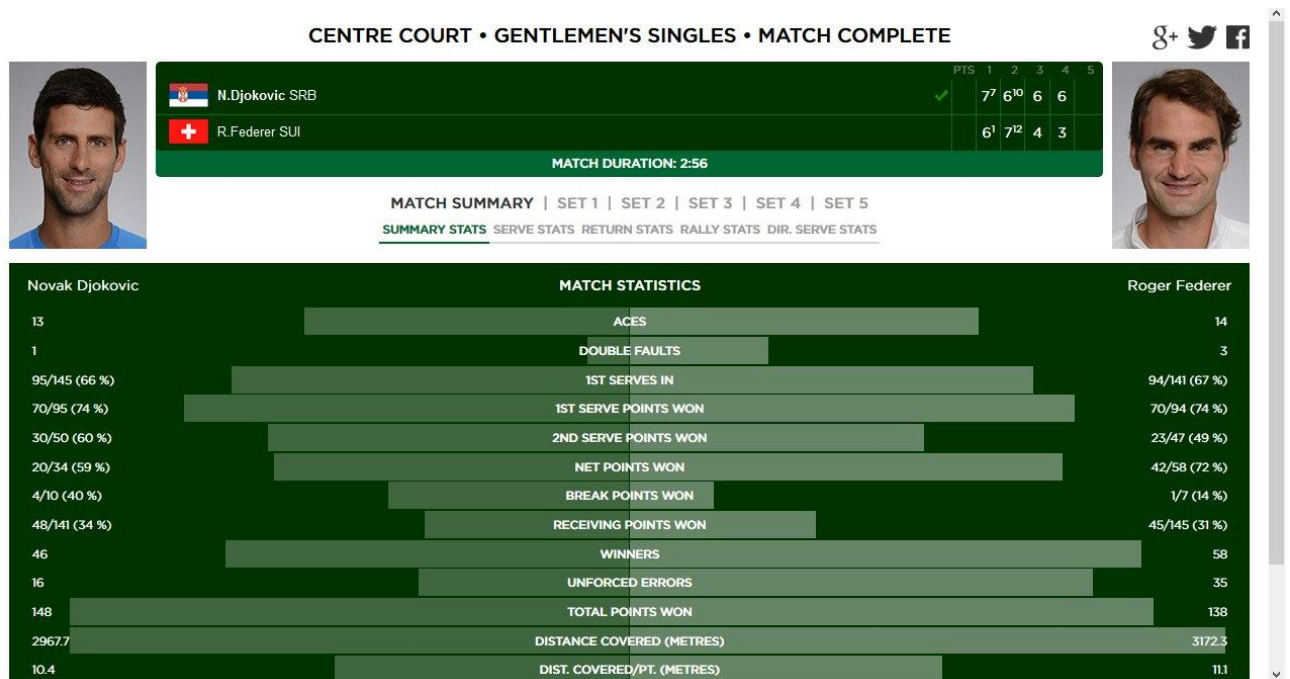 CENTRE COURT • GENTLEMEN'S SINGLES • MATCH COMPLETE
8+
PTS 1 2 3 4 5
N.Djokovic SRB 7⁷ 6¹⁰ 6 6
R.Federer SUI 6¹ 7¹² 4 3
MATCH DURATION: 2:56
MATCH SUMMARY | SET 1 | SET 2 | SET 3 | SET 4 | SET 5
SUMMARY STATS SERVE STATS RETURN STATS RALLY STATS DIR. SERVE STATS
Novak Djokovic MATCH STATISTICS Roger Federer
13 ACES 14
1 DOUBLE FAULTS 3
95/145 (66 %) 1ST SERVES IN 94/141 (67 %)
70/95 (74 %) 1ST SERVE POINTS WON 70/94 (74 %)
30/50 (60 %) 2ND SERVE POINTS WON 23/47 (49 %)
20/34 (59 %) NET POINTS WON 42/58 (72 %)
4/10 (40 %) BREAK POINTS WON 1/7 (14 %)
48/141 (34 %) RECEIVING POINTS WON 45/145 (31 %)
46 WINNERS 58
16 UNFORCED ERRORS 35
148 TOTAL POINTS WON 138
2967.7 DISTANCE COVERED (METRES) 3172.3
10.4 DIST. COVERED/PT. (METRES) 11.1